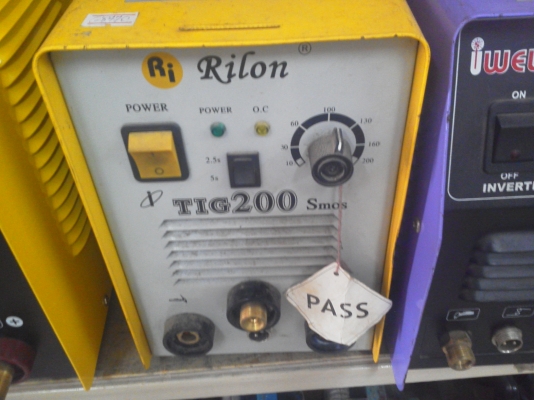 Ri Rilon ®
POWER
POWER O.C
2.5s
5s
10
30
60
100
130
160
200
TIG200 Smos
PASS
iWEL
ON
OFF
INVERTE